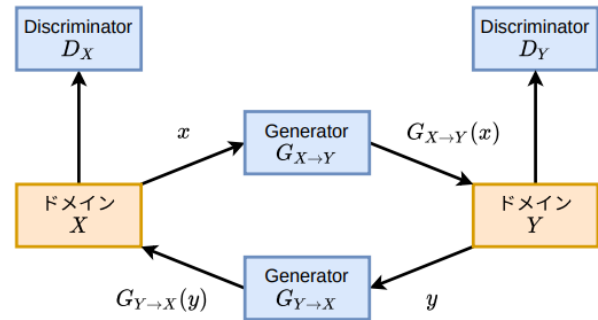 Discriminator
D_X
Discriminator
D_Y
x
Generator
G_{X→Y}
G_{X→Y}(x)
ドメイン
X
ドメイン
Y
G_{Y→X}(y)
Generator
G_{Y→X}
y